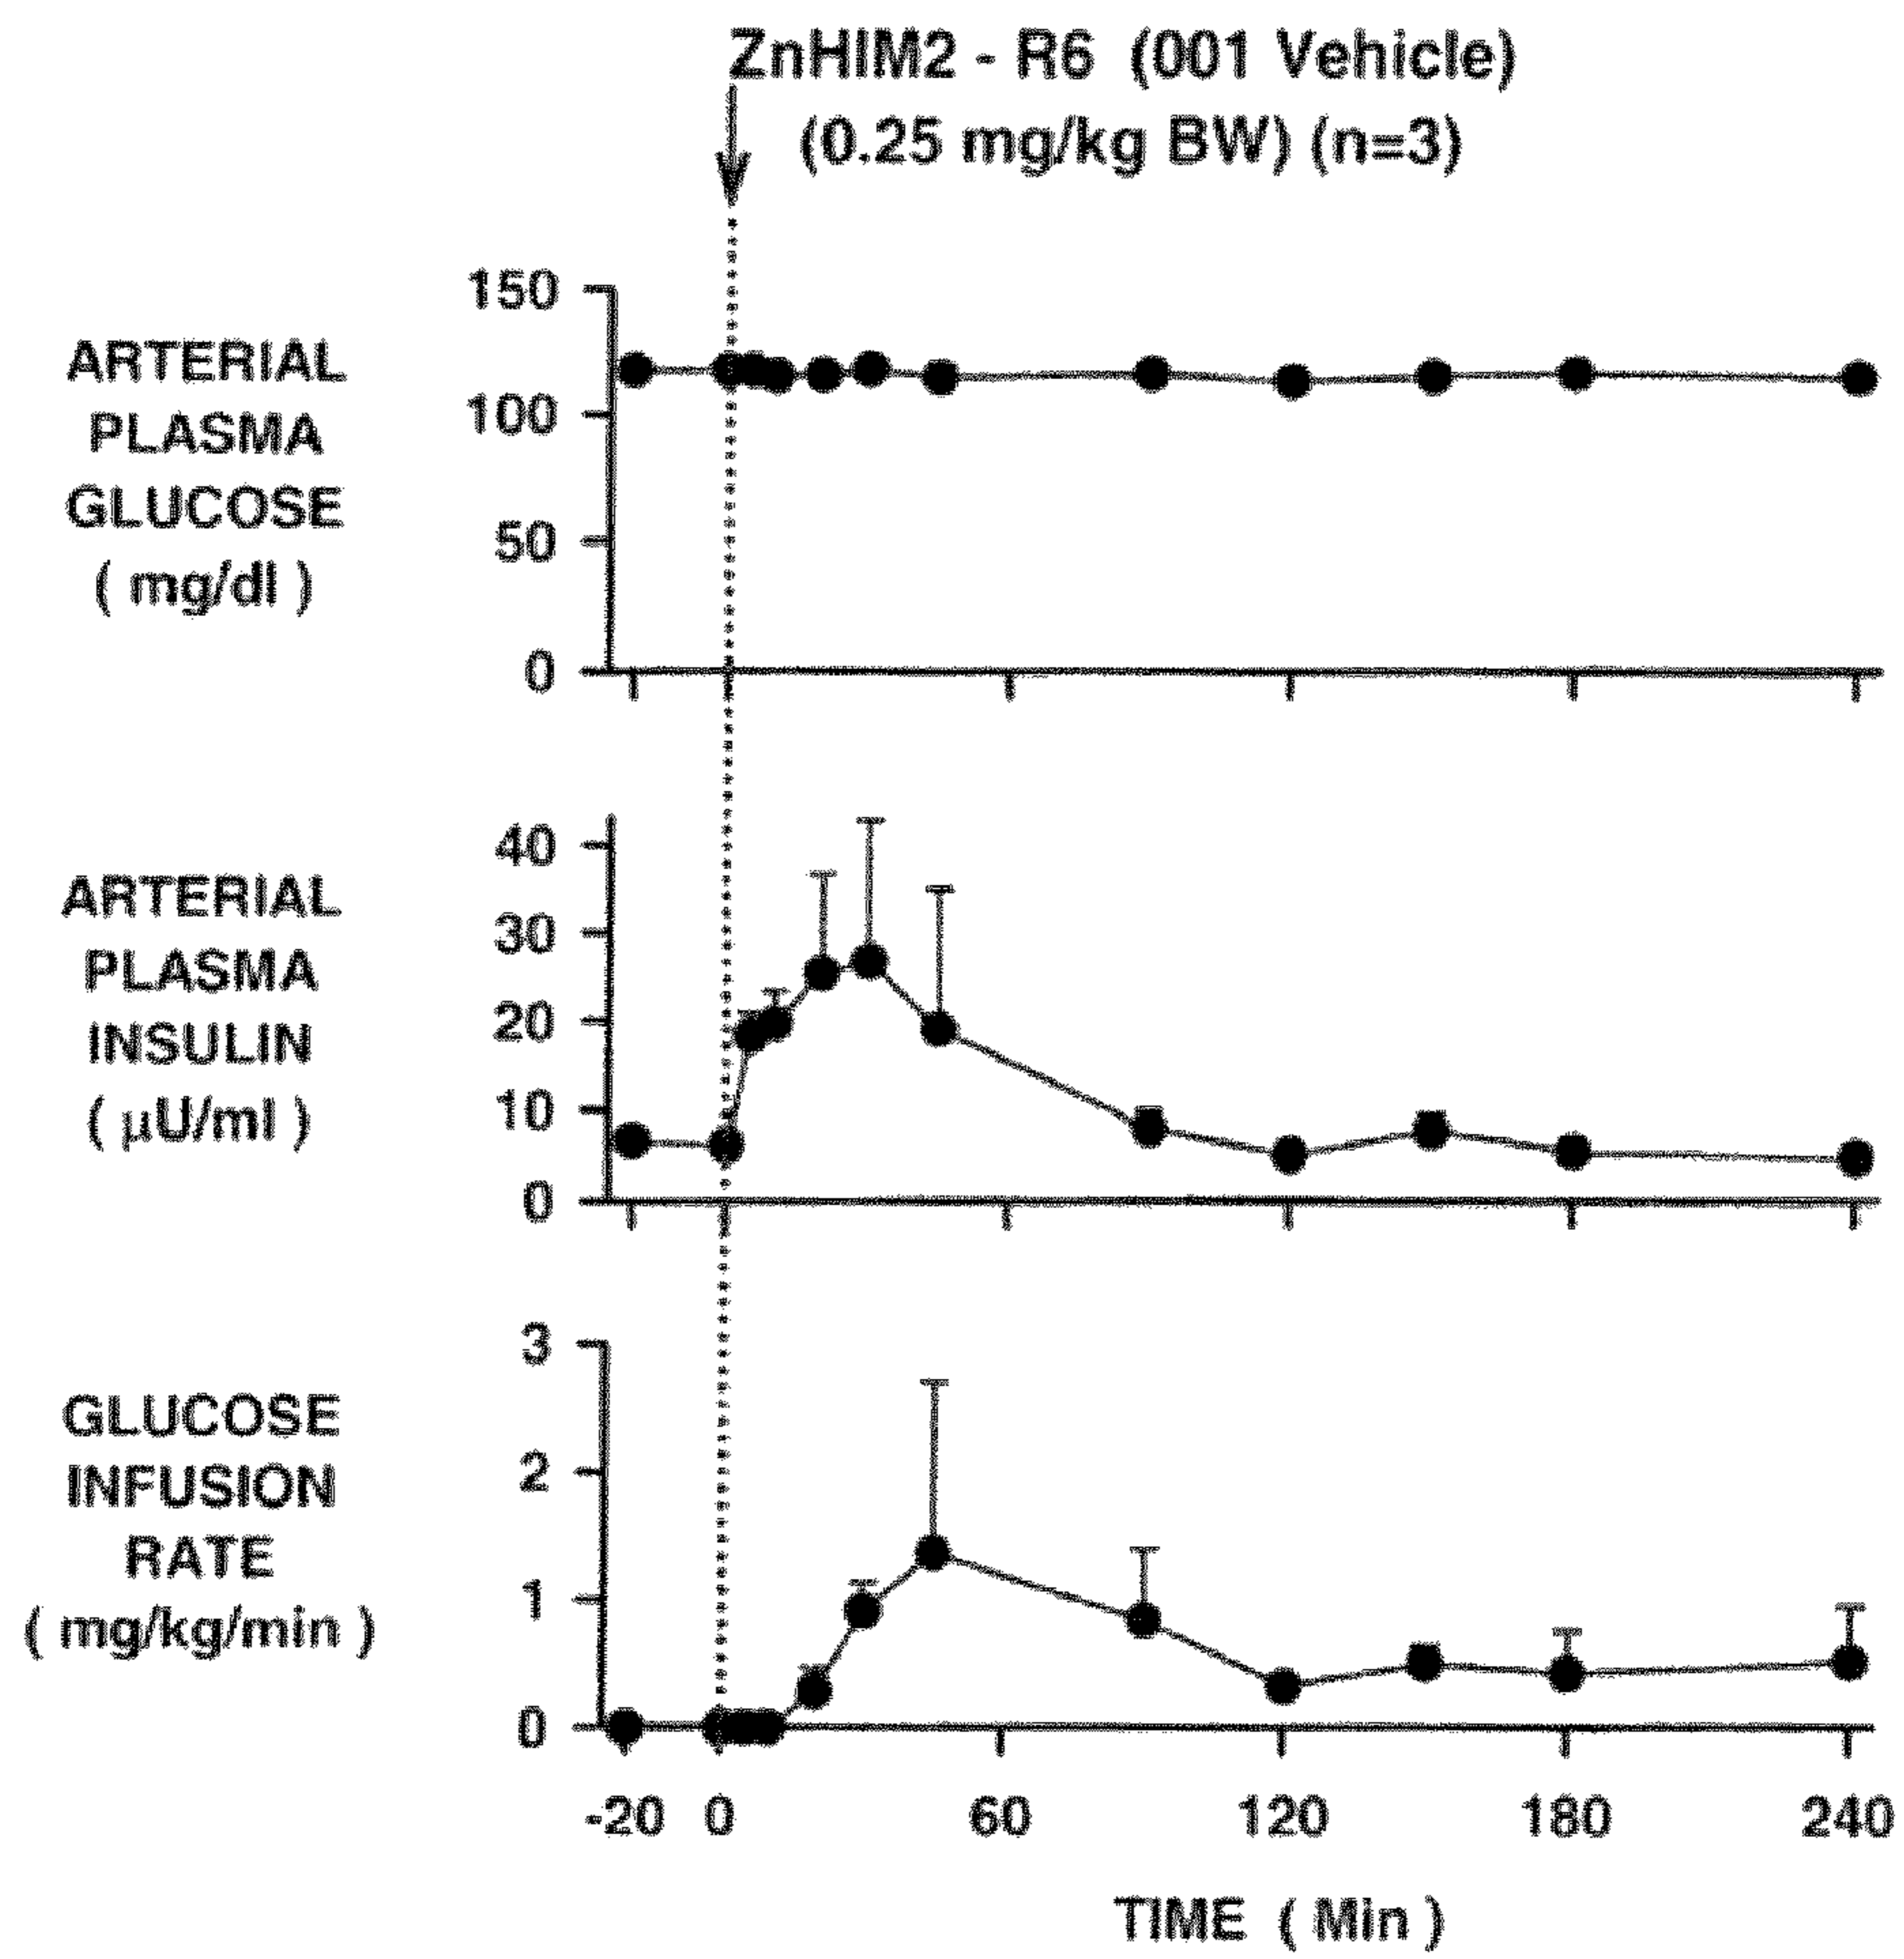 ZnHIM2 - R6 (001 Vehicle)
(0.25 mg/kg BW) (n=3)
ARTERIAL
PLASMA
GLUCOSE
( mg/dl )
150
100
50
0
ARTERIAL
PLASMA
INSULIN
( µU/ml )
40
30
20
10
0
GLUCOSE
INFUSION
RATE
( mg/kg/min )
3
2
1
0
-20 0 60 120 180 240
TIME ( Min )